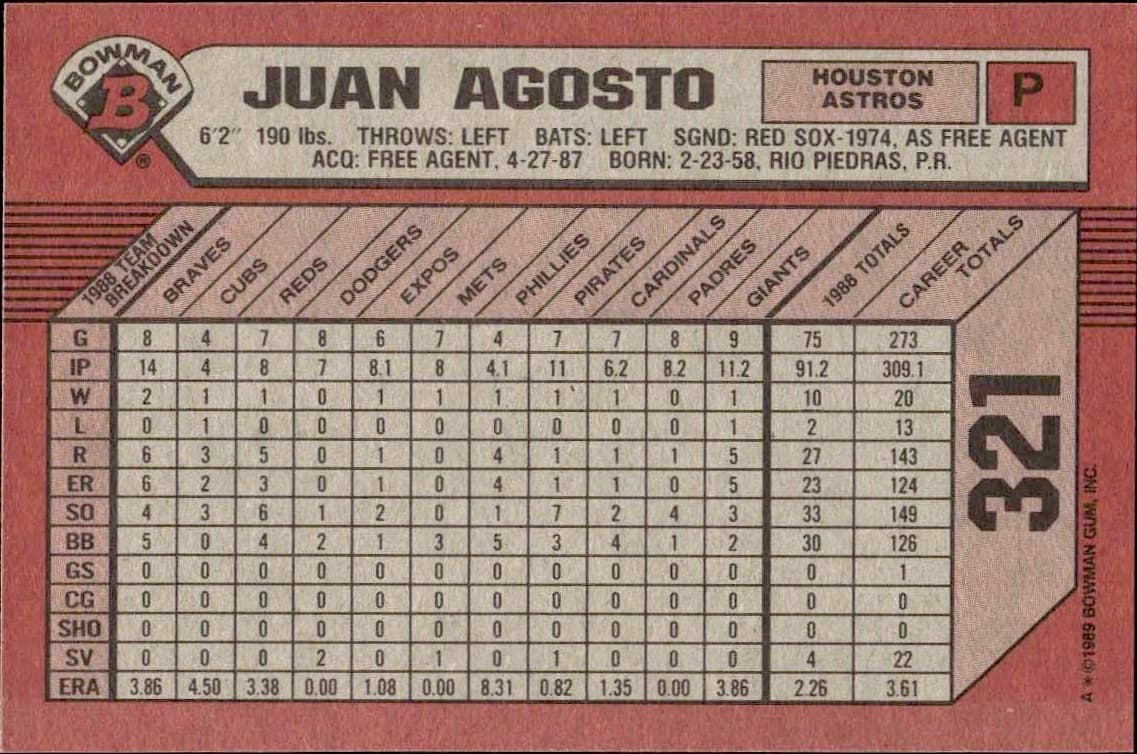 BOWMAN
B
®
JUAN AGOSTO
HOUSTON
ASTROS
P
6'2" 190 lbs. THROWS: LEFT BATS: LEFT SGND: RED SOX-1974, AS FREE AGENT
ACQ: FREE AGENT, 4-27-87 BORN: 2-23-58, RIO PIEDRAS, P.R.
1988 TEAM BREAKDOWN BRAVES CUBS REDS DODGERS EXPOS METS PHILLIES PIRATES CARDINALS PADRES GIANTS 1988 TOTALS CAREER TOTALS
G 8 4 7 8 6 7 4 7 7 8 9 75 273
IP 14 4 8 7 8.1 8 4.1 11 6.2 8.2 11.2 91.2 309.1
W 2 1 1 0 1 1 1 1 1 0 1 10 20
L 0 1 0 0 0 0 0 0 0 0 1 2 13
R 6 3 5 0 1 0 4 1 1 1 5 27 143
ER 6 2 3 0 1 0 4 1 1 0 5 23 124
SO 4 3 6 1 2 0 1 7 2 4 3 33 149
BB 5 0 4 2 1 3 5 3 4 1 2 30 126
GS 0 0 0 0 0 0 0 0 0 0 0 0 1
CG 0 0 0 0 0 0 0 0 0 0 0 0 0
SHO 0 0 0 0 0 0 0 0 0 0 0 0 0
SV 0 0 0 2 0 1 0 1 0 0 0 4 22
ERA 3.86 4.50 3.38 0.00 1.08 0.00 8.31 0.82 1.35 0.00 3.86 2.26 3.61
321
A * ©1989 BOWMAN GUM, INC.